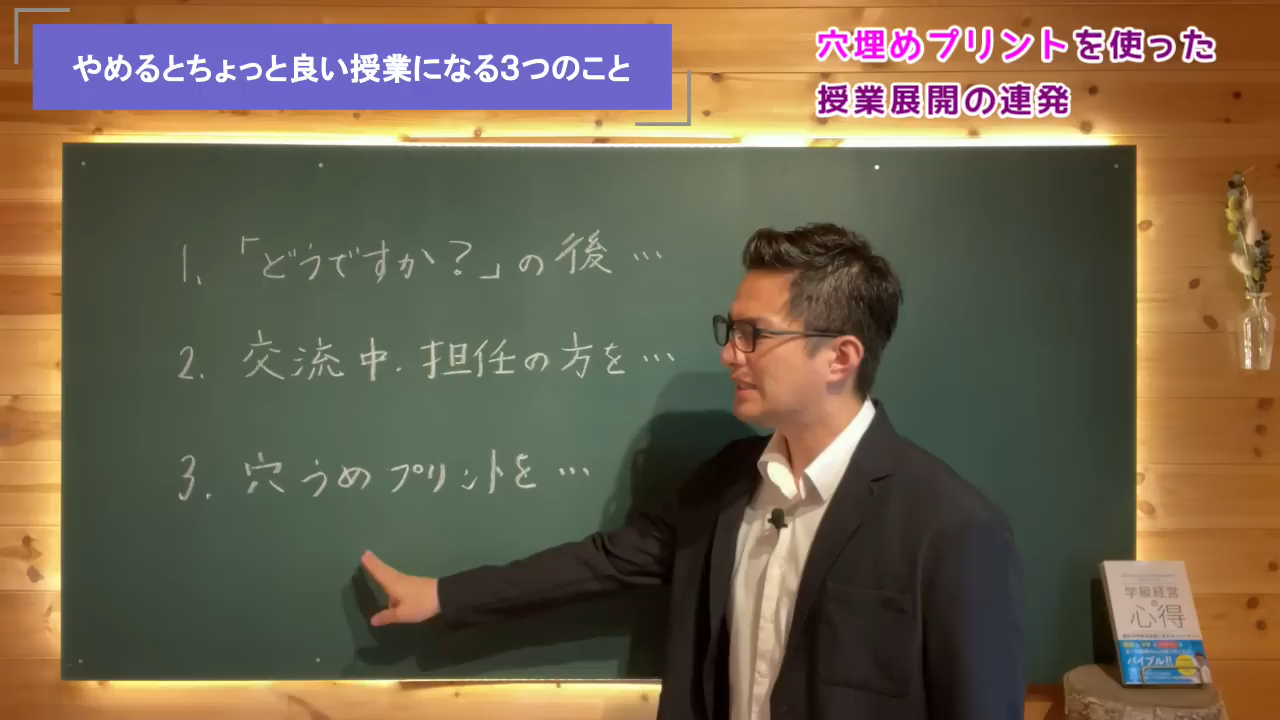 やめるとちょっと良い授業になる3つのこと
穴埋めプリントを使った
授業展開の連発
1.「どうですか？」の後…
2. 交流中.担任の方を…
3. 穴うめプリントを…
学級経営
の
心得
バイブル!!